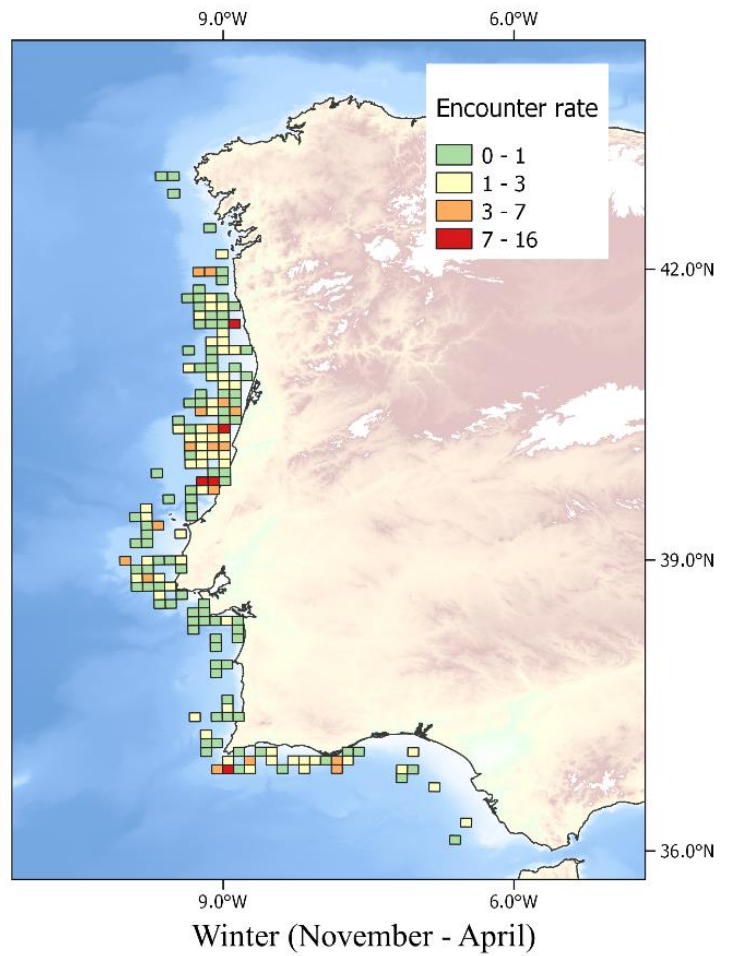 9.0°W 6.0°W
Encounter rate
0 - 1
1 - 3
3 - 7
7 - 16
42.0°N
39.0°N
36.0°N
9.0°W 6.0°W
Winter (November - April)